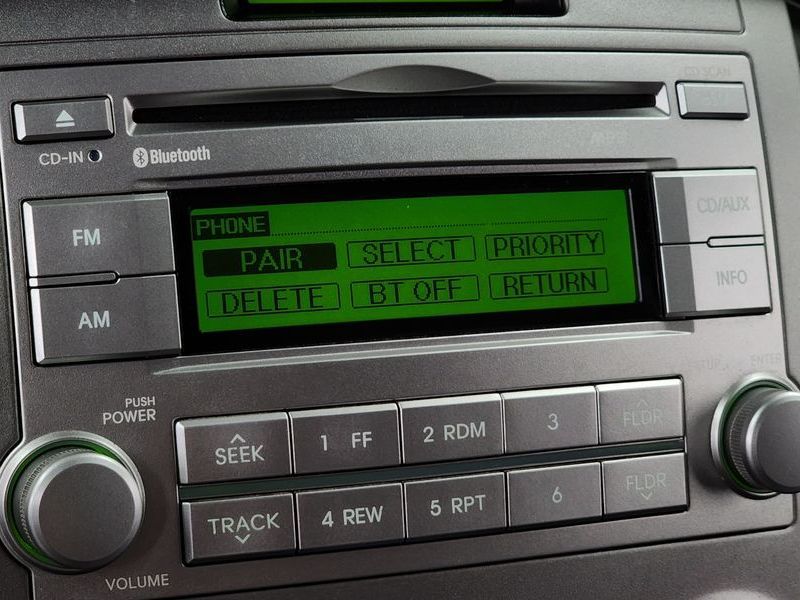 CD-IN
Bluetooth
FM
AM
PHONE
PAIR SELECT PRIORITY
DELETE BT OFF RETURN
CD/AUX
INFO
PUSH
POWER
ENTER
SEEK 1 FF 2 RDM 3 FLDR
TRACK 4 REW 5 RPT 6 FLDR
VOLUME